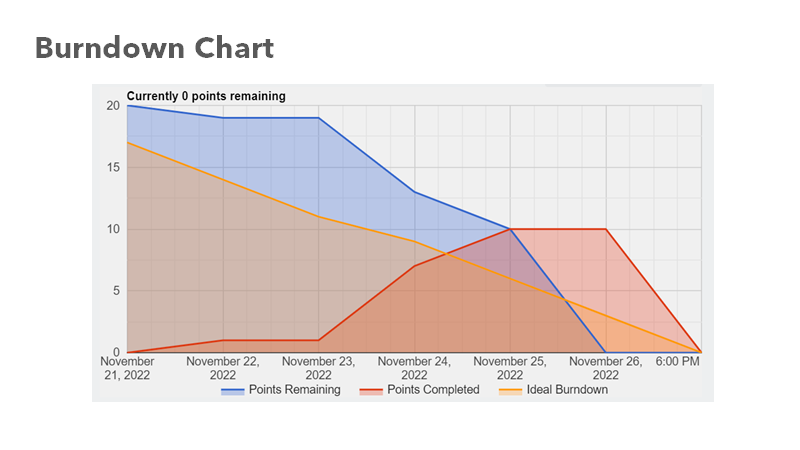 Burndown Chart
Currently 0 points remaining
20
15
10
5
0
November 21, 2022
November 22, 2022
November 23, 2022
November 24, 2022
November 25, 2022
November 26, 2022
6:00 PM
Points Remaining
Points Completed
Ideal Burndown